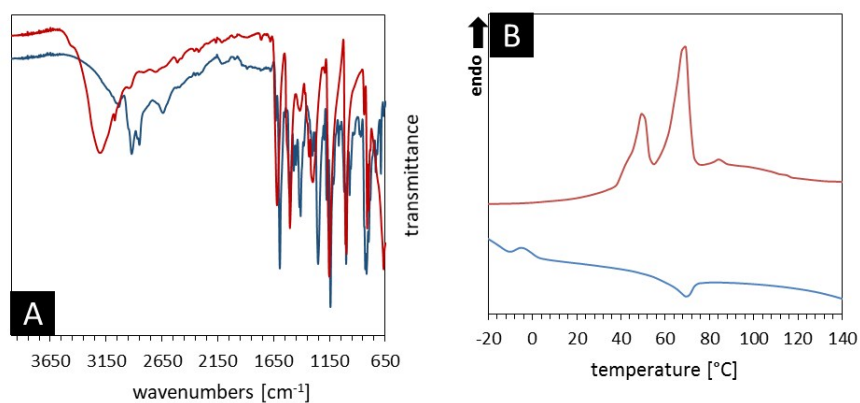 A
transmittance
3650 3150 2650 2150 1650 1150 650
wavenumbers [cm-1]
B
endo
-20 0 20 40 60 80 100 120 140
temperature [°C]